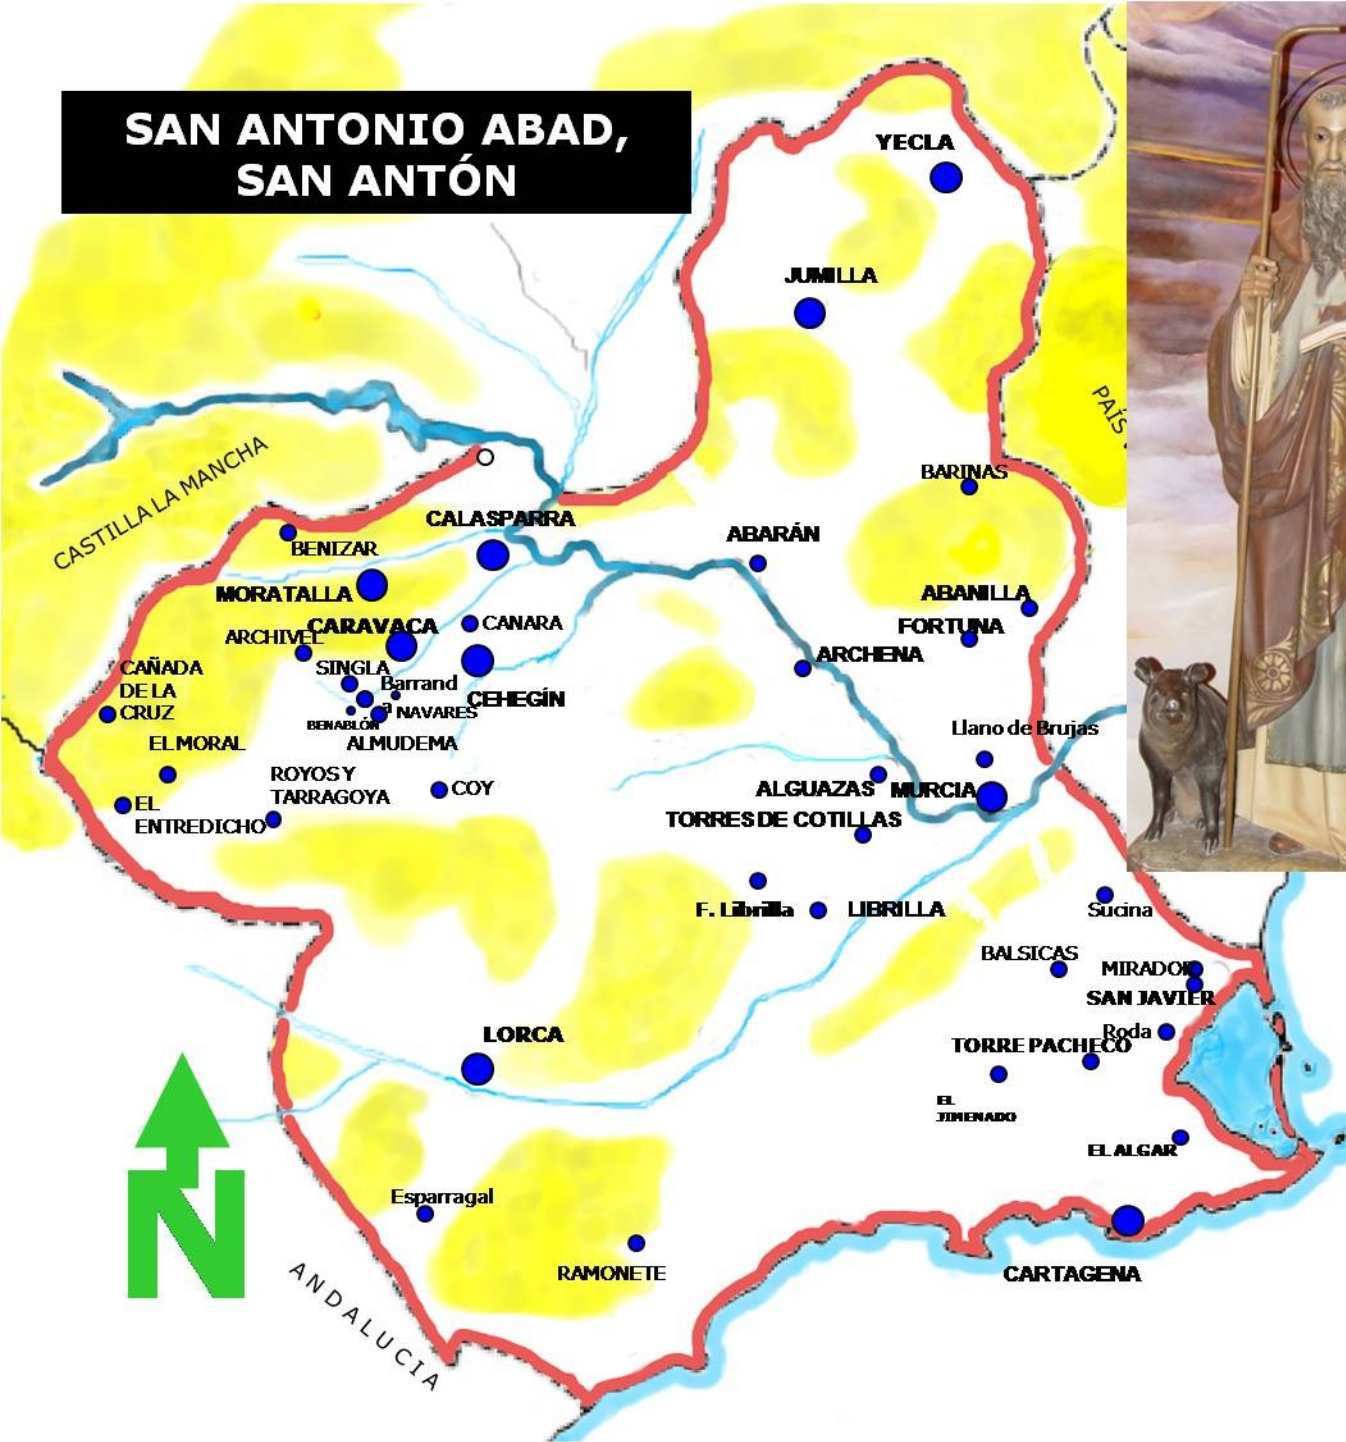 SAN ANTONIO ABAD,
SAN ANTÓN
YECLA
JUMILLA
PAÍS
CASTILLA LA MANCHA
BARINAS
CALASPARRA
ABARÁN
BENIZAR
MORATALLA
ABANILLA
CARAVACA
CANARA
FORTUNA
ARCHIVEL
ARCHENA
CAÑADA
DE LA
CRUZ
SINGLA
Barrand
a
CEHEGÍN
NAVARES
BENABLÓN
Llano de Brujas
EL MORAL
ALMUDEMA
ROYOS Y
TARRAGOYA
COY
ALGUAZAS
MURCIA
EL
ENTREDICHO
TORRES DE COTILLAS
F. Librilla
LIBRILLA
Sucina
BALSICAS
MIRADOR
SAN JAVIER
LORCA
Roda
TORRE PACHECO
EL
JIMENADO
EL ALGAR
Esparragal
RAMONETE
CARTAGENA
ANDALUCIA
N